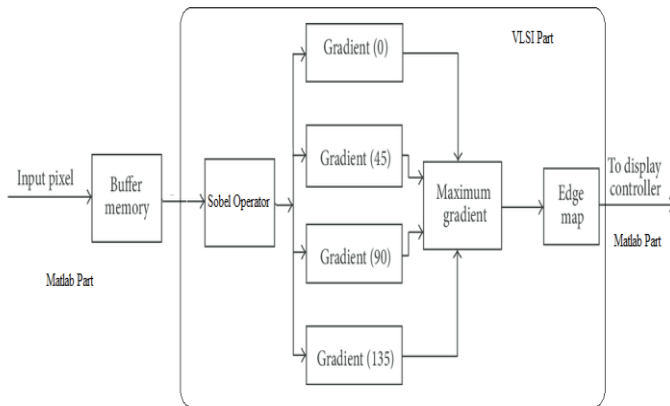 VLSI Part
Gradient (0)
Input pixel
Buffer
memory
Matlab Part
Sobel Operator
Gradient (45)
Gradient (90)
Gradient (135)
Maximum
gradient
Edge
map
To display
controller
Matlab Part